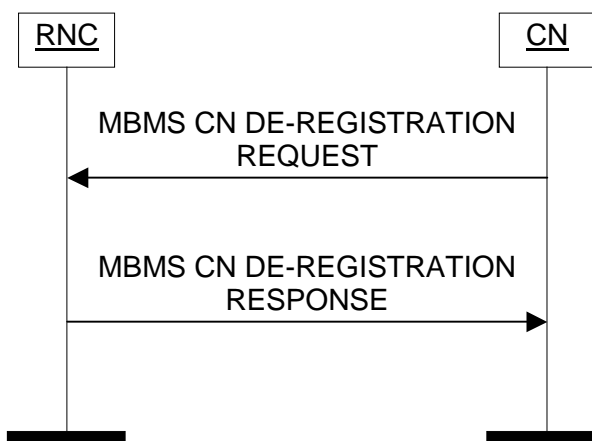 RNC
CN
MBMS CN DE-REGISTRATION
REQUEST
MBMS CN DE-REGISTRATION
RESPONSE